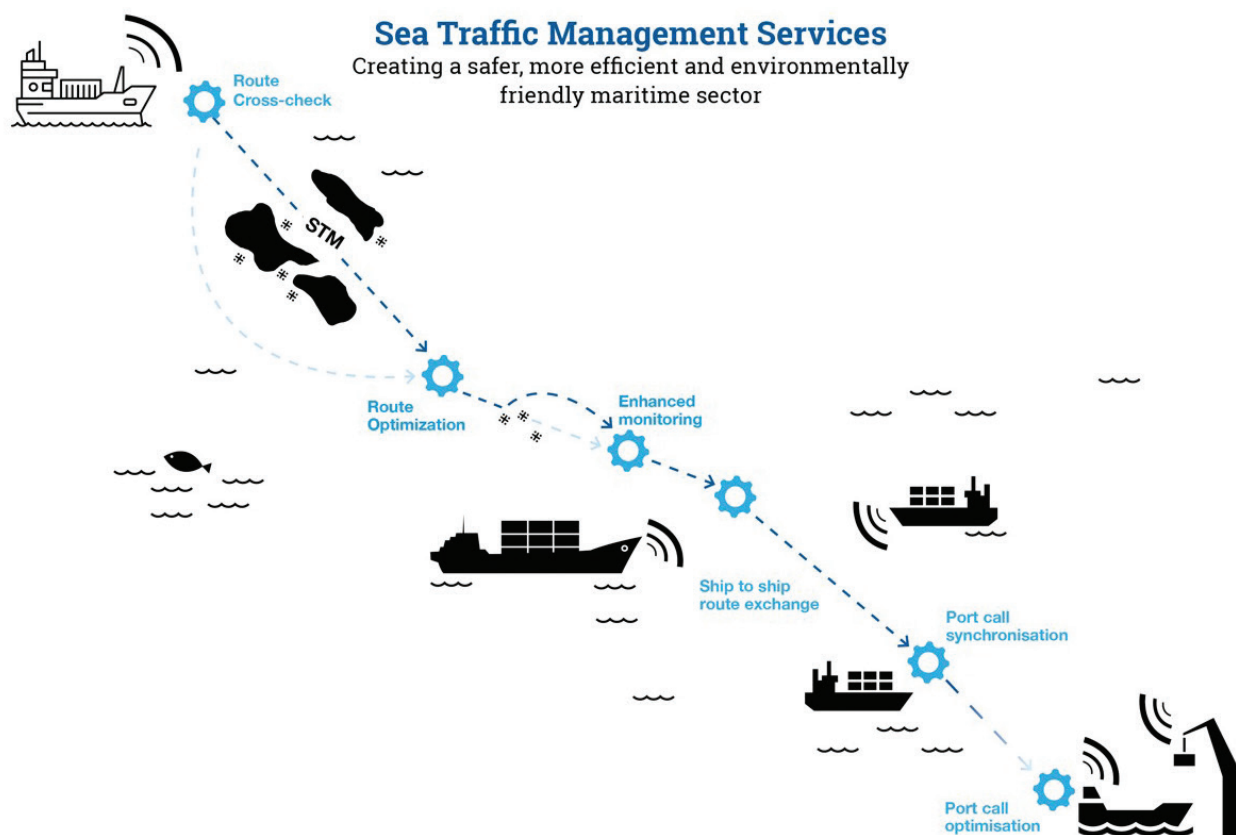 Sea Traffic Management Services
Creating a safer, more efficient and environmentally
friendly maritime sector
Route
Cross-check
STM
Route
Optimization
Enhanced
monitoring
Ship to ship
route exchange
Port call
synchronisation
Port call
optimisation